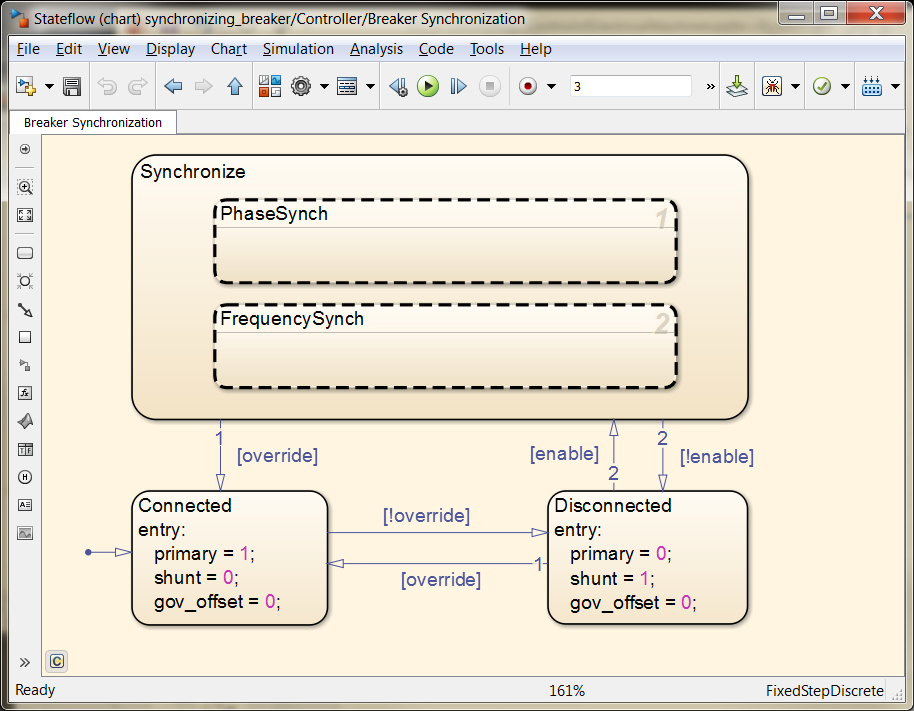 Stateflow (chart) synchronizing_breaker/Controller/Breaker Synchronization
File Edit View Display Chart Simulation Analysis Code Tools Help
3 »
Breaker Synchronization
Synchronize
PhaseSynch 1
FrequencySynch 2
1 2
[override] [enable] [!enable]
2
Connected
entry:
primary = 1;
shunt = 0;
gov_offset = 0;
[!override]
1
[override]
Disconnected
entry:
primary = 0;
shunt = 1;
gov_offset = 0;
fx
H
A≡
» C
Ready 161% FixedStepDiscrete